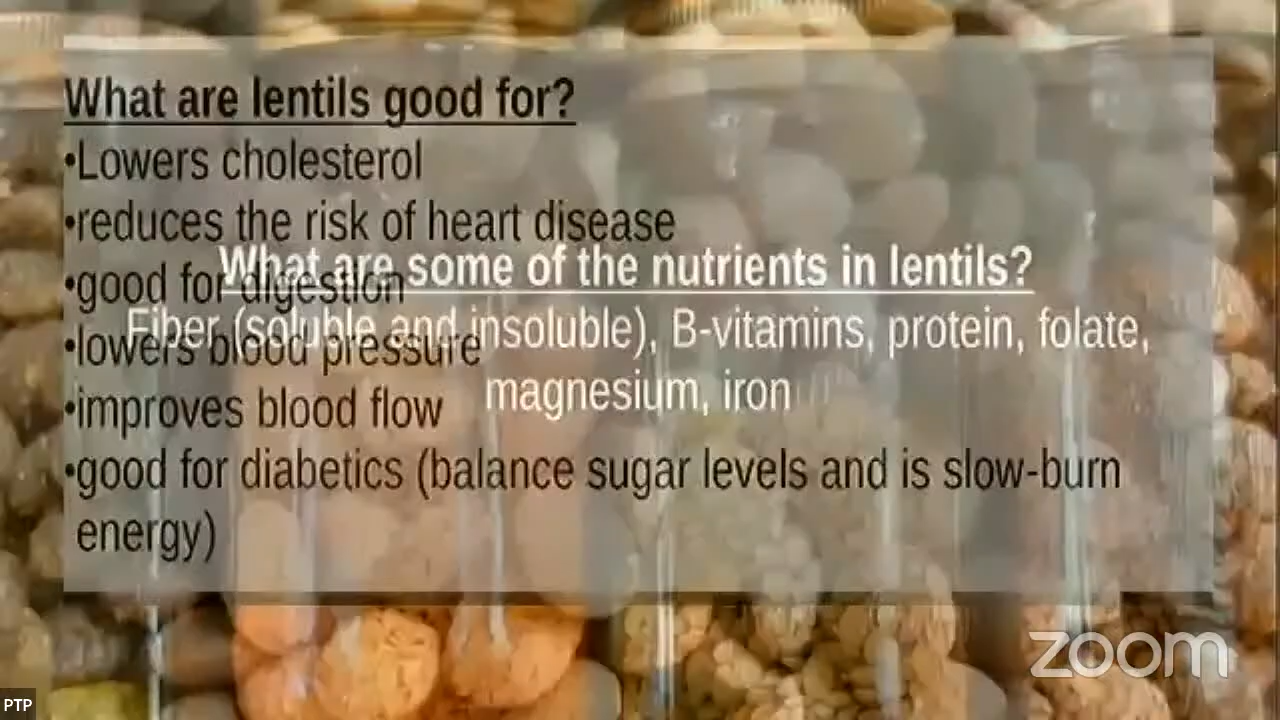 What are lentils good for?
•Lowers cholesterol
•reduces the risk of heart disease
•good for digestion
•lowers blood pressure
•improves blood flow
•good for diabetics (balance sugar levels and is slow-burn
energy)
What are some of the nutrients in lentils?
Fiber (soluble and insoluble), B-vitamins, protein, folate,
magnesium, iron
zoom
PTP